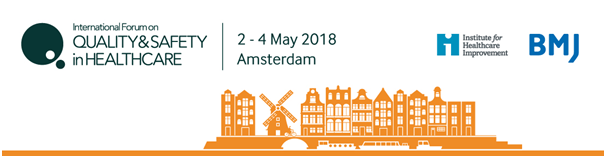 International Forum on
QUALITY&SAFETY
in HEALTHCARE
2 - 4 May 2018
Amsterdam
Institute for
Healthcare
Improvement
BMJ